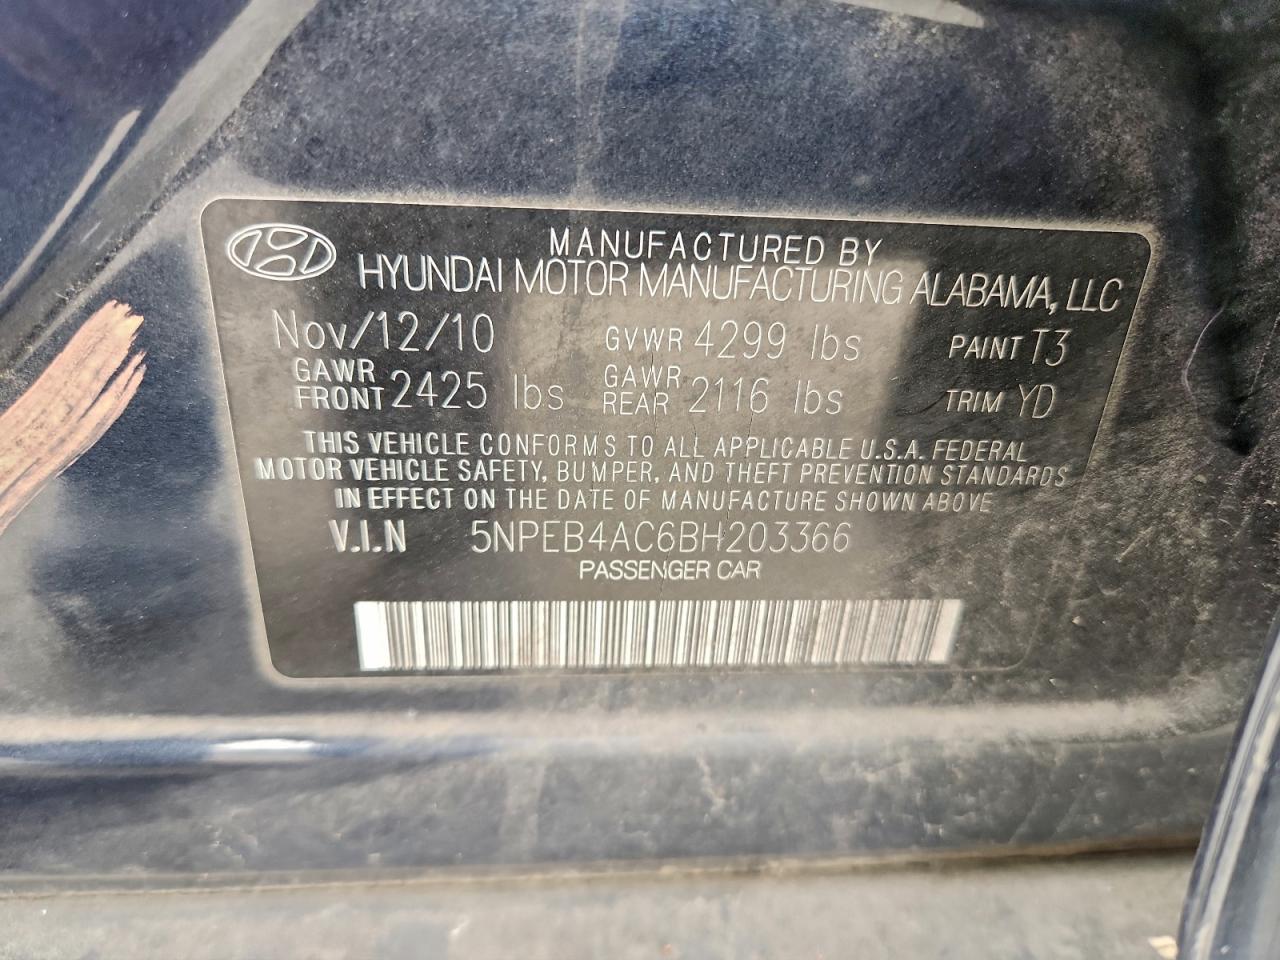 MANUFACTURED BY
HYUNDAI MOTOR MANUFACTURING ALABAMA, LLC
Nov/12/10 GVWR 4299 lbs PAINT T3
GAWR FRONT 2425 lbs GAWR REAR 2116 lbs TRIM YD
THIS VEHICLE CONFORMS TO ALL APPLICABLE U.S.A. FEDERAL
MOTOR VEHICLE SAFETY, BUMPER, AND THEFT PREVENTION STANDARDS
IN EFFECT ON THE DATE OF MANUFACTURE SHOWN ABOVE
V.I.N 5NPEB4AC6BH203366
PASSENGER CAR